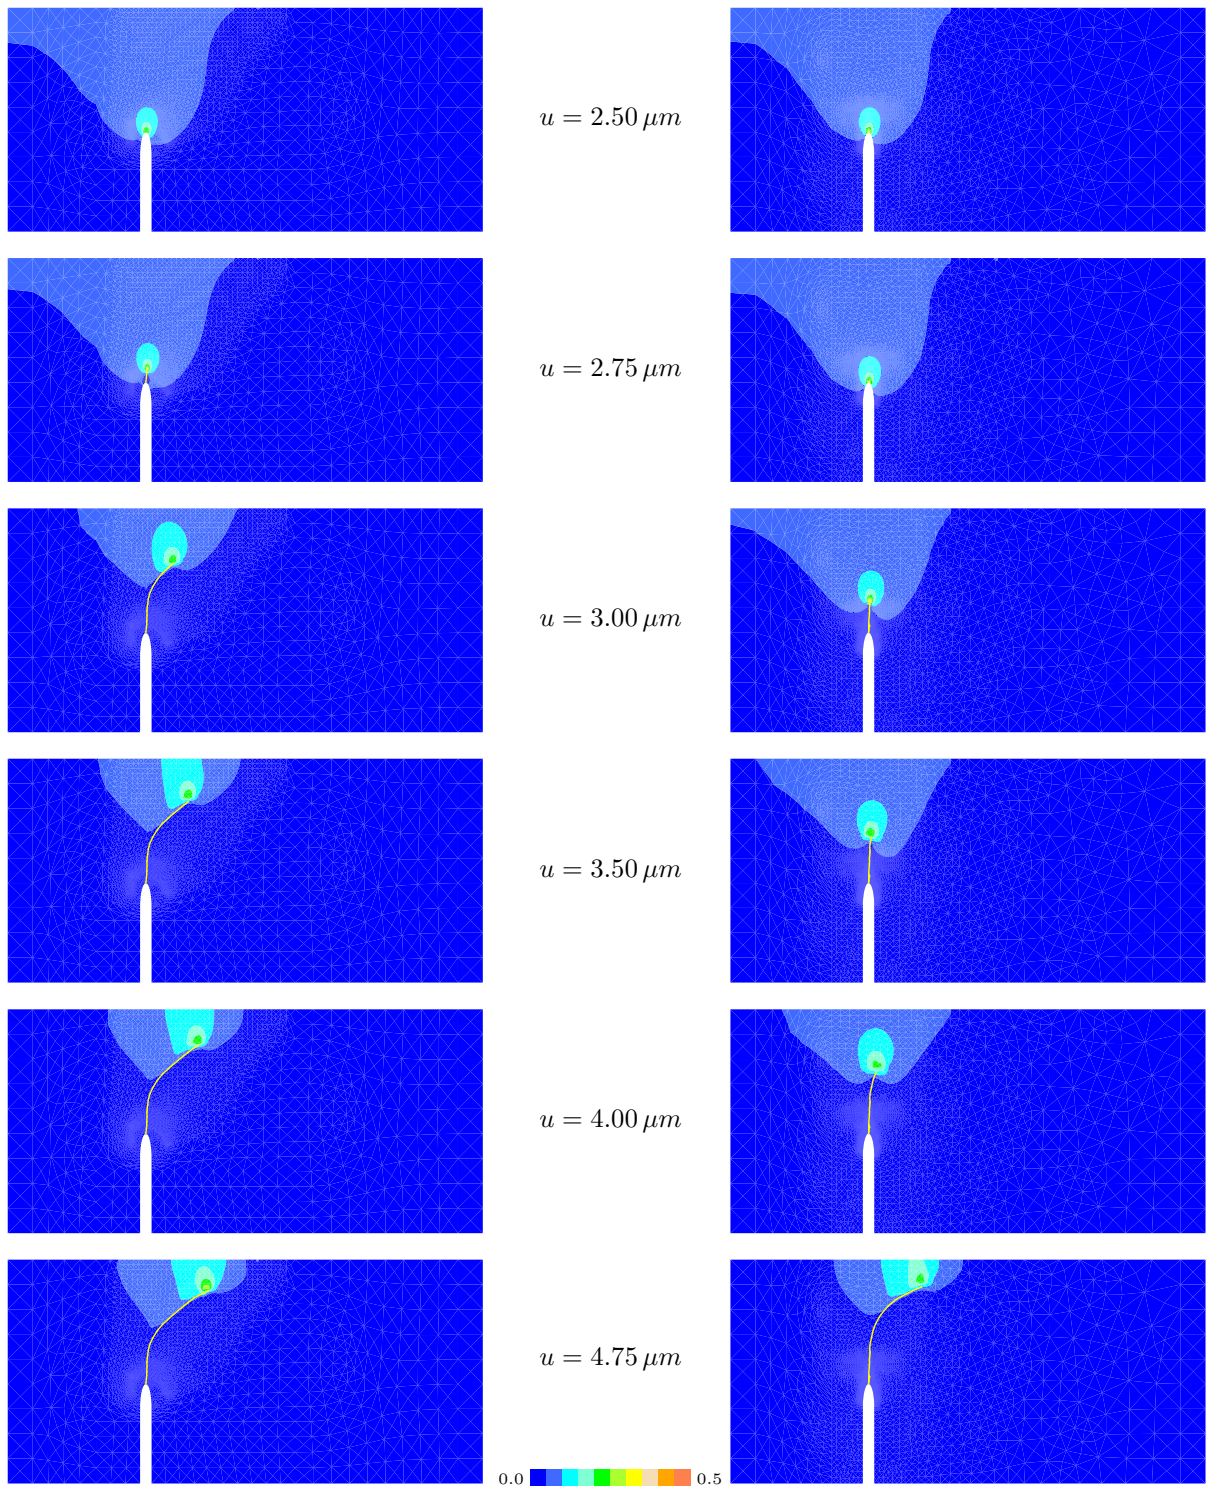 u = 2.50 μm
u = 2.75 μm
u = 3.00 μm
u = 3.50 μm
u = 4.00 μm
u = 4.75 μm
0.0 0.5